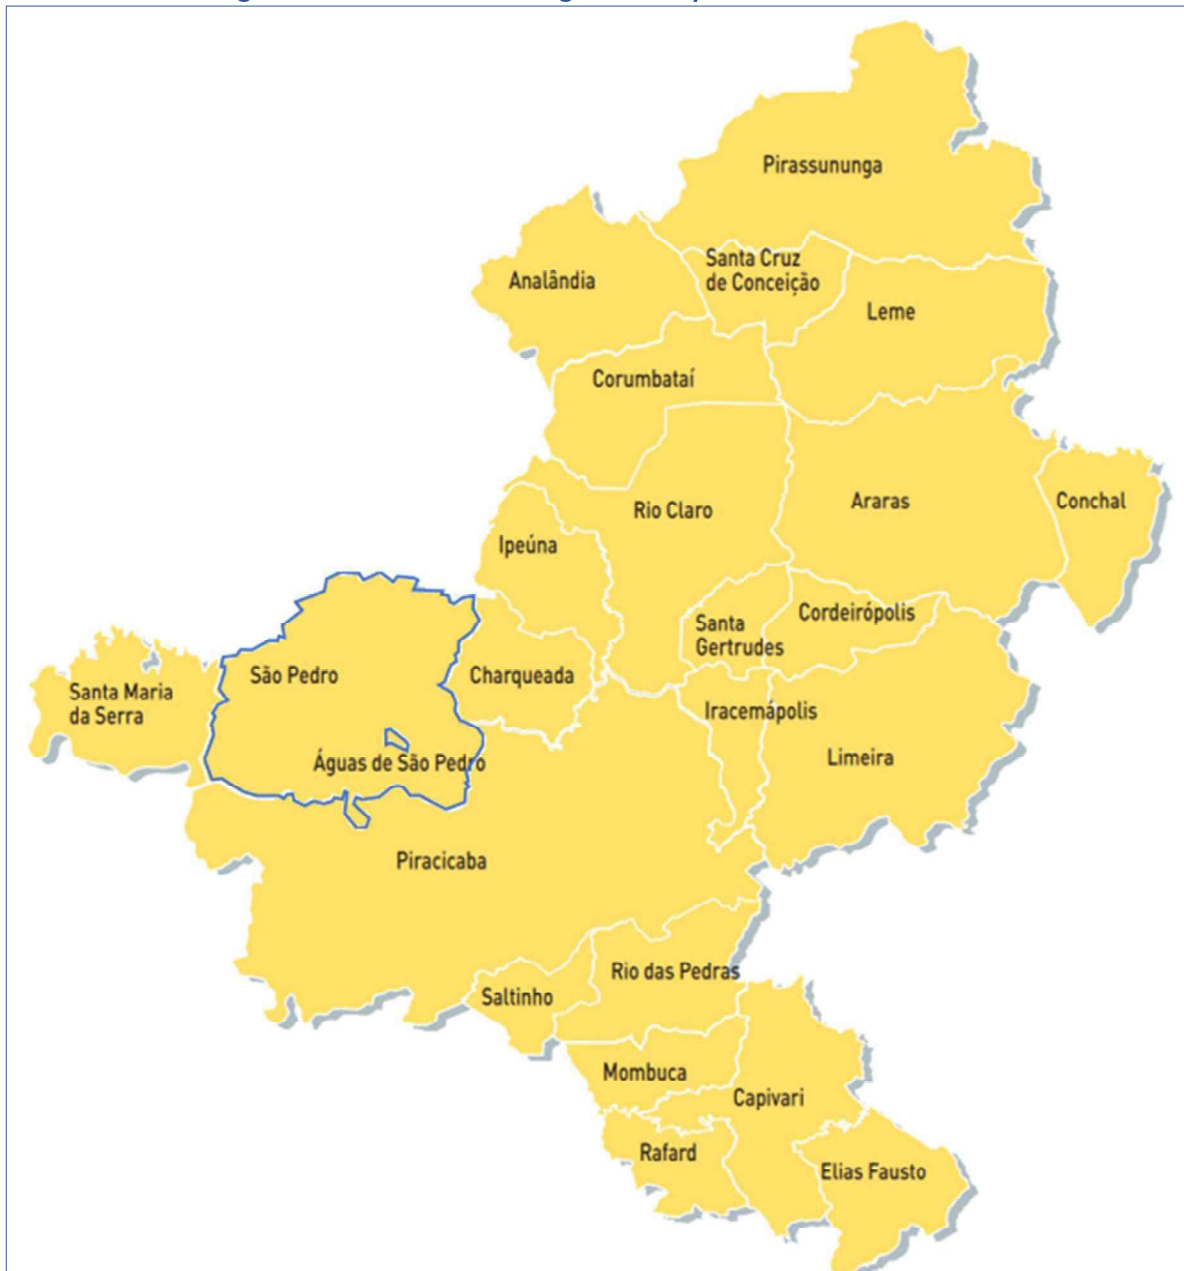 Pirassununga
Santa Cruz
de Conceição
Analândia
Leme
Corumbataí
Araras
Conchal
Rio Claro
Ipeúna
Cordeirópolis
Santa
Gertrudes
São Pedro
Charqueada
Santa Maria
da Serra
Iracemápolis
Limeira
Águas de São Pedro
Piracicaba
Rio das Pedras
Saltinho
Mombuca
Capivari
Rafard
Elias Fausto